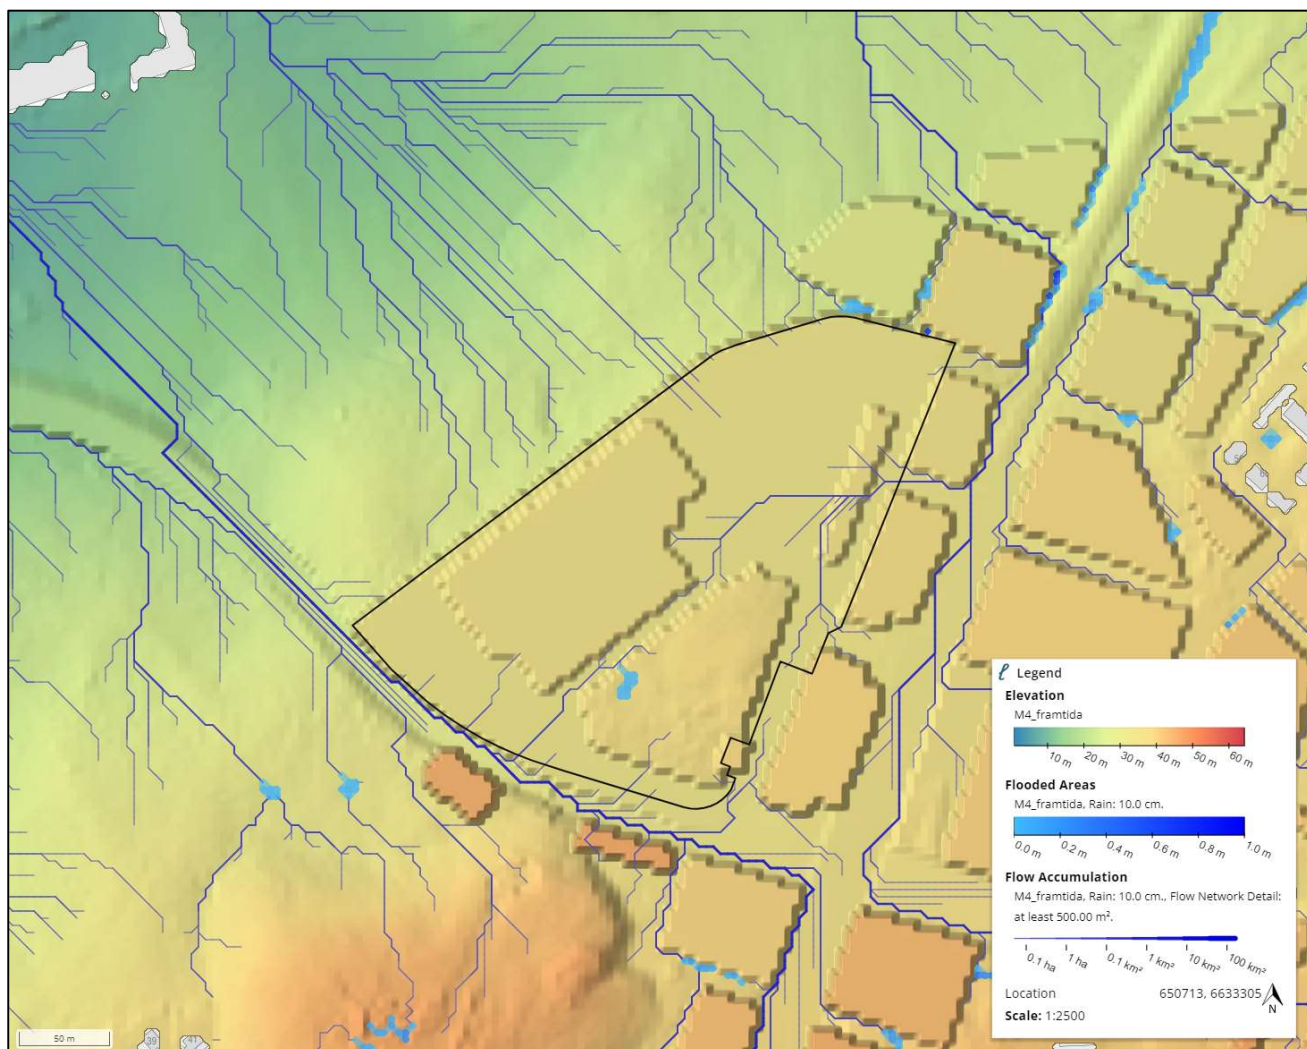 Legend
Elevation
M4_framtida
10 m 20 m 30 m 40 m 50 m 60 m
Flooded Areas
M4_framtida, Rain: 10.0 cm.
0.0 m 0.2 m 0.4 m 0.6 m 0.8 m 1.0 m
Flow Accumulation
M4_framtida, Rain: 10.0 cm., Flow Network Detail:
at least 500.00 m².
0.1 ha 1 ha 0.1 km² 1 km² 10 km² 100 km²
Location 650713, 6633305
N
Scale: 1:2500
50 m
39
41